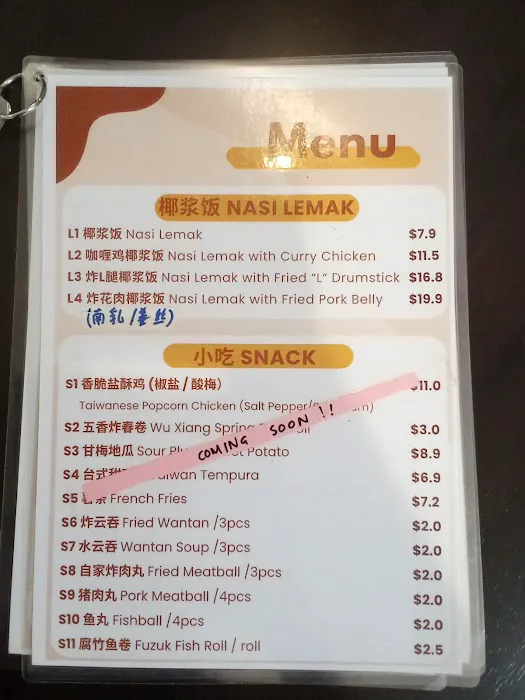 Menu
椰浆饭 NASI LEMAK
L1 椰浆饭 Nasi Lemak $7.9
L2 咖喱鸡椰浆饭 Nasi Lemak with Curry Chicken $11.5
L3 炸L腿椰浆饭 Nasi Lemak with Fried “L” Drumstick $16.8
L4 炸花肉椰浆饭 Nasi Lemak with Fried Pork Belly $19.9
(南乳/姜丝)
小吃 SNACK
S1 香脆盐酥鸡 (椒盐 / 酸梅) $11.0
Taiwanese Popcorn Chicken (Salt Pepper/
S2 五香炸春卷 Wu Xiang Spring $3.0
COMING SOON !!
S3 甘梅地瓜 Sour Potato $8.9
S4 台式 Tempura $6.9
S5 French Fries $7.2
S6 炸云吞 Fried Wantan /3pcs $2.0
S7 水云吞 Wantan Soup /3pcs $2.0
S8 自家炸肉丸 Fried Meatball /3pcs $2.0
S9 猪肉丸 Pork Meatball /4pcs $2.0
S10 鱼丸 Fishball /4pcs $2.0
S11 腐竹鱼卷 Fuzuk Fish Roll / roll $2.5